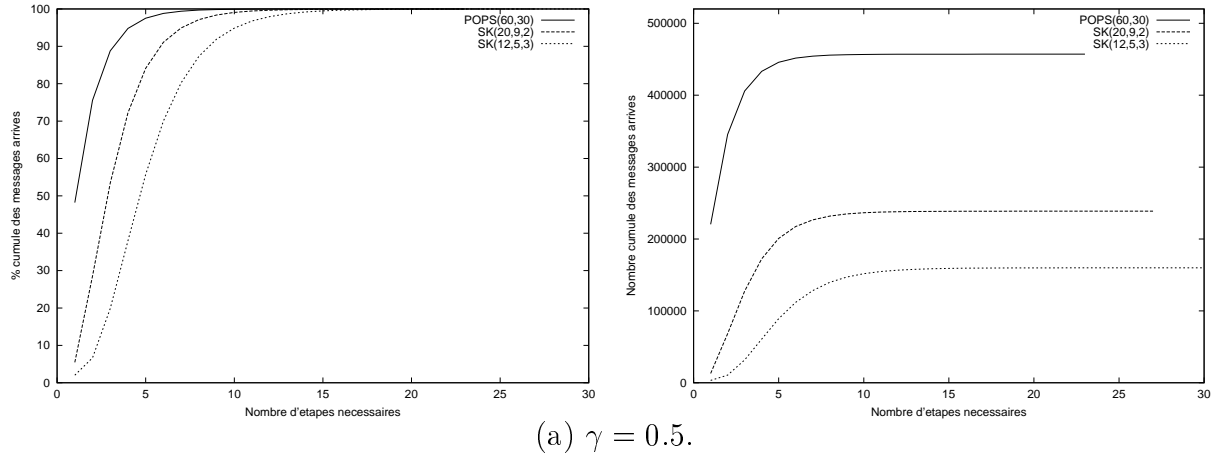 100
90
80
70
60
50
40
30
20
10
0
0 5 10 15 20 25 30
% cumule des messages arrives
Nombre d'etapes necessaires
POPS(60,30)
SK(20,9,2)
SK(12,5,3)
500000
400000
300000
200000
100000
0
0 5 10 15 20 25 30
Nombre cumule des messages arrives
Nombre d'etapes necessaires
POPS(60,30)
SK(20,9,2)
SK(12,5,3)
(a) γ = 0.5.